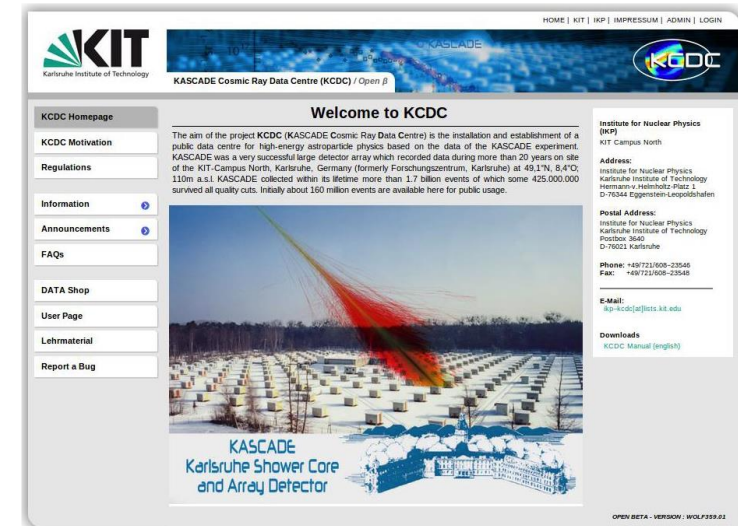 HOME | KIT | IKP | IMPRESSUM | ADMIN | LOGIN
KIT
Karlsruhe Institute of Technology
KASCADE
KASCADE Cosmic Ray Data Centre (KCDC) / Open β
KCDC
KCDC Homepage
KCDC Motivation
Regulations
Information
Announcements
FAQs
DATA Shop
User Page
Lehrmaterial
Report a Bug
Welcome to KCDC
The aim of the project KCDC (KASCADE Cosmic Ray Data Centre) is the installation and establishment of a
public data centre for high-energy astroparticle physics based on the data of the KASCADE experiment.
KASCADE was a very successful large detector array which recorded data during more than 20 years on site
of the KIT-Campus North, Karlsruhe, Germany (formerly Forschungszentrum, Karlsruhe) at 49,1°N, 8,4°O;
110m a.s.l. KASCADE collected within its lifetime more than 1.7 billion events of which some 425.000.000
survived all quality cuts. Initially about 160 million events are available here for public usage.
KASCADE
Karlsruhe Shower Core
and Array Detector
Institute for Nuclear Physics
(IKP)
KIT Campus North
Address:
Institute for Nuclear Physics
Karlsruhe Institute of Technology
Hermann-v.Helmholtz-Platz 1
D-76344 Eggenstein-Leopoldshafen
Postal Address:
Institute for Nuclear Physics
Karlsruhe Institute of Technology
Postbox 3640
D-76021 Karlsruhe
Phone: +49/721/608-23546
Fax: +49/721/608-23548
E-Mail:
ikp-kcdc[at]lists.kit.edu
Downloads
KCDC Manual (english)
OPEN BETA - VERSION : WOLF359.01